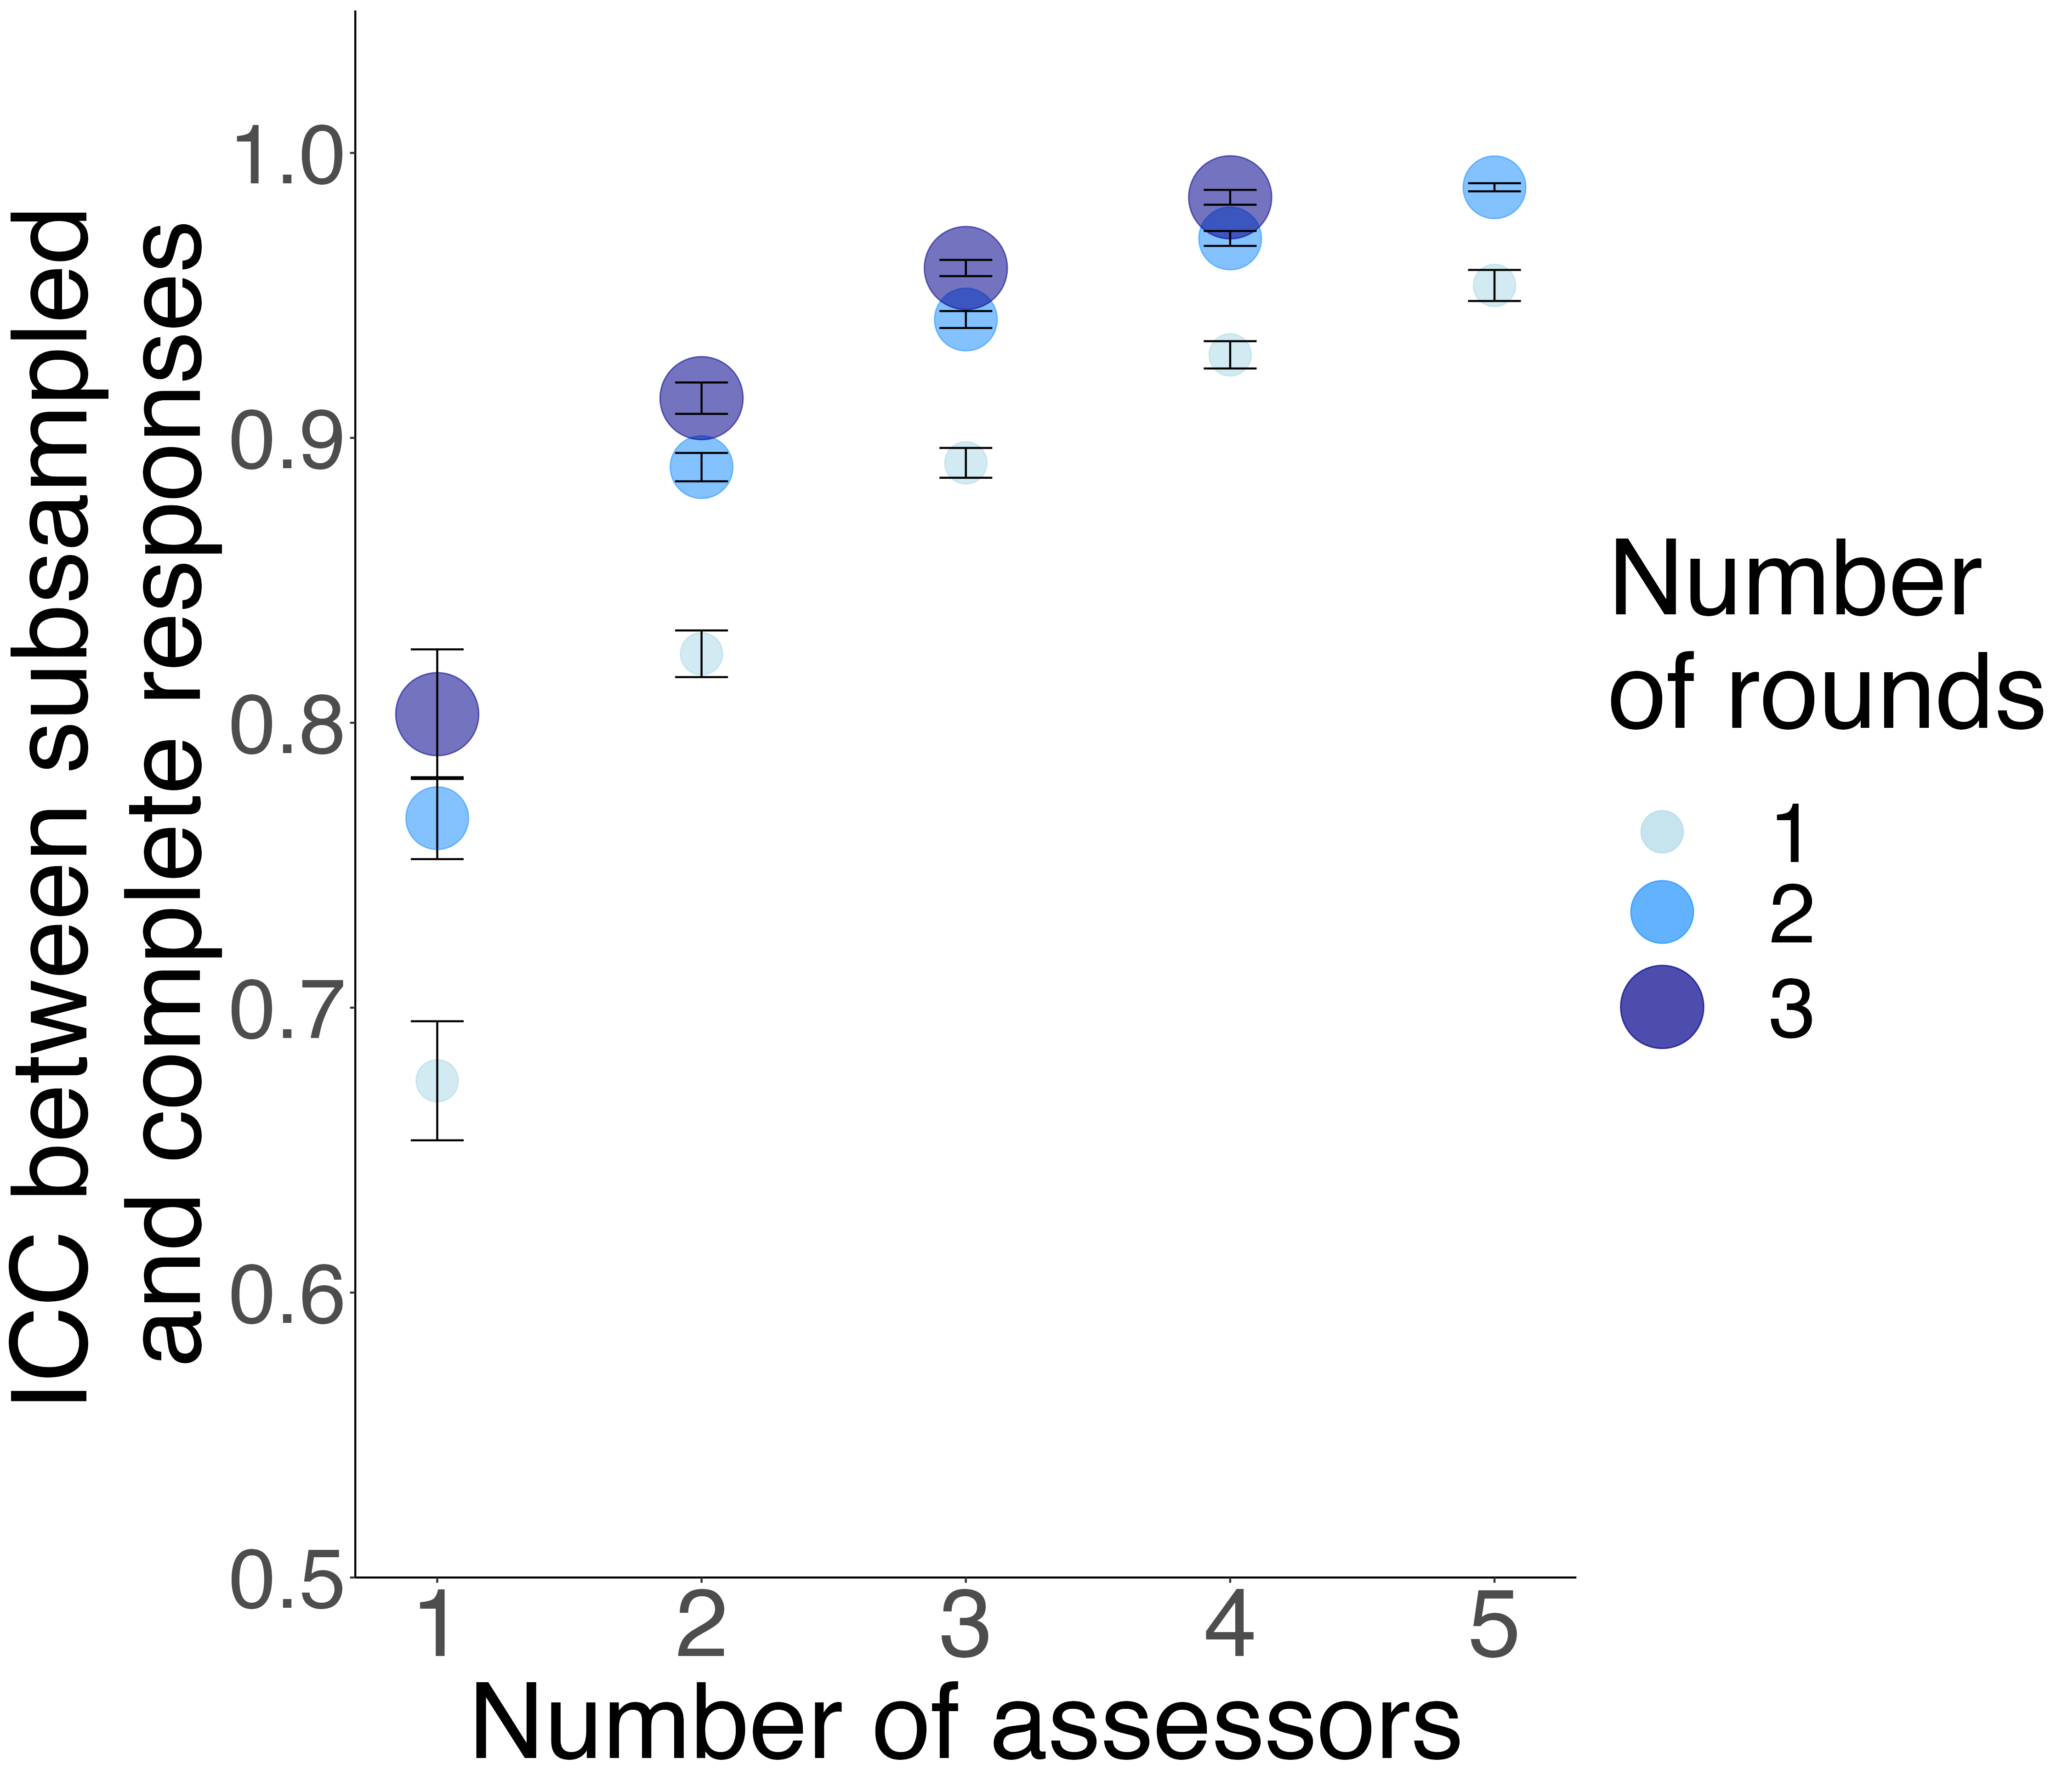 ICC between subsampled
and complete responses
1.0
0.9
0.8
0.7
0.6
0.5
1 2 3 4 5
Number of assessors
Number
of rounds
1
2
3